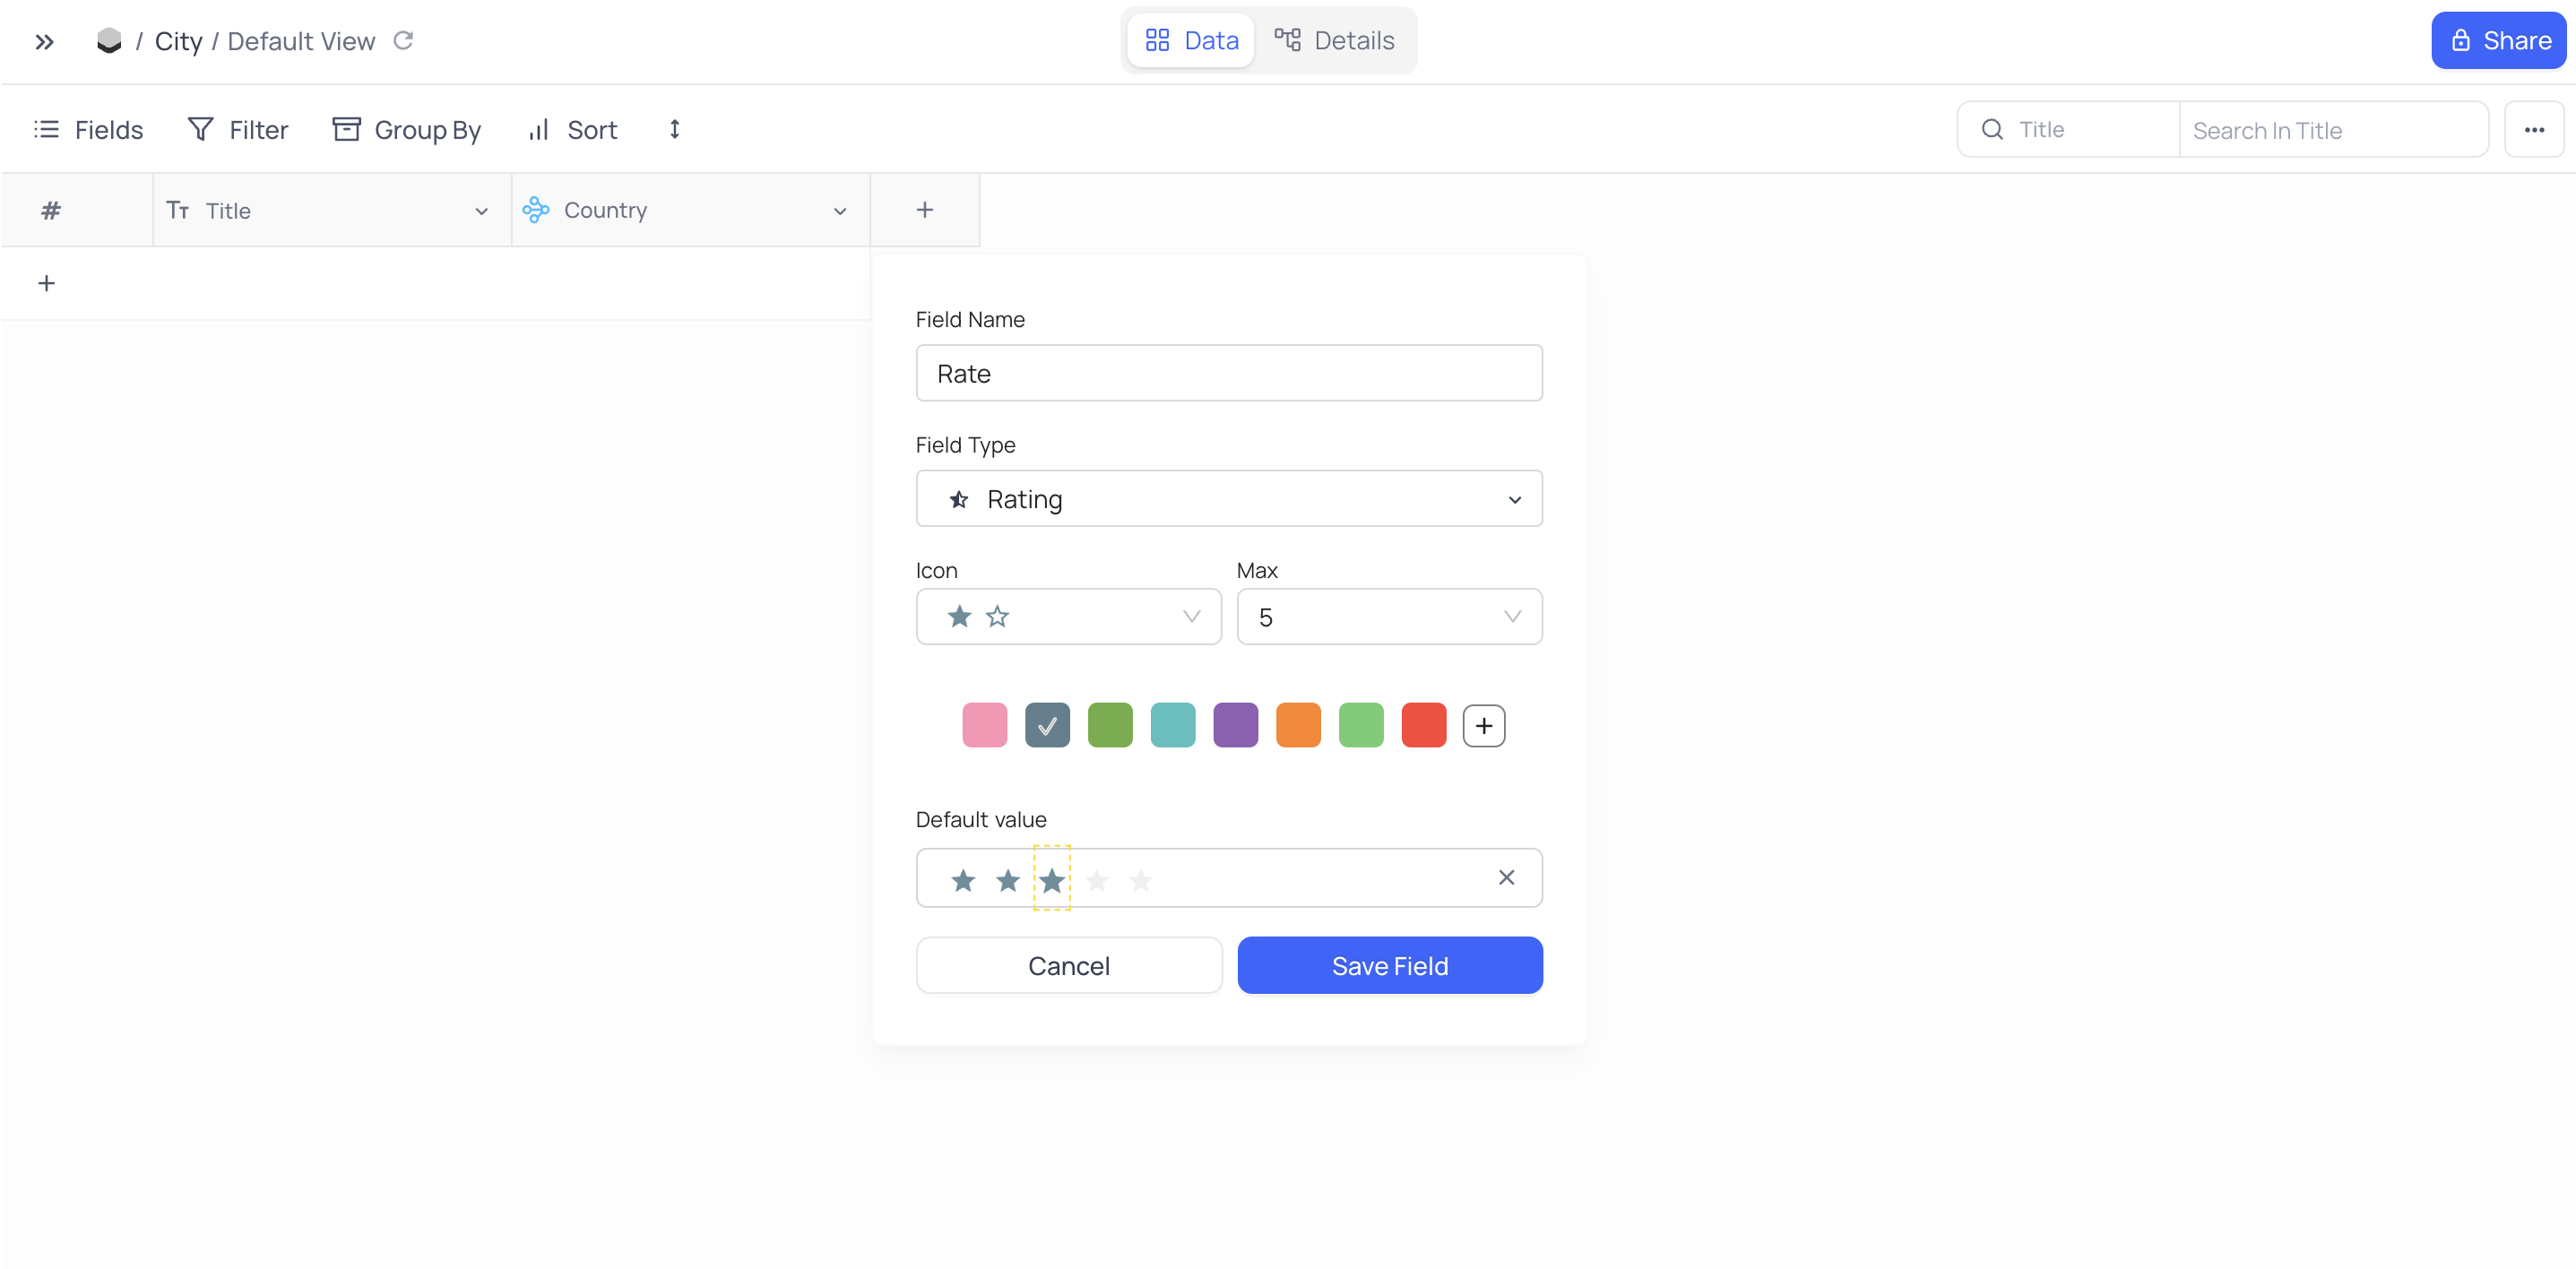 / City / Default View
Data
Details
Share
Fields
Filter
Group By
Sort
Title
Search In Title
#
Title
Country
Field Name
Rate
Field Type
Rating
Icon
Max
5
Default value
Cancel
Save Field